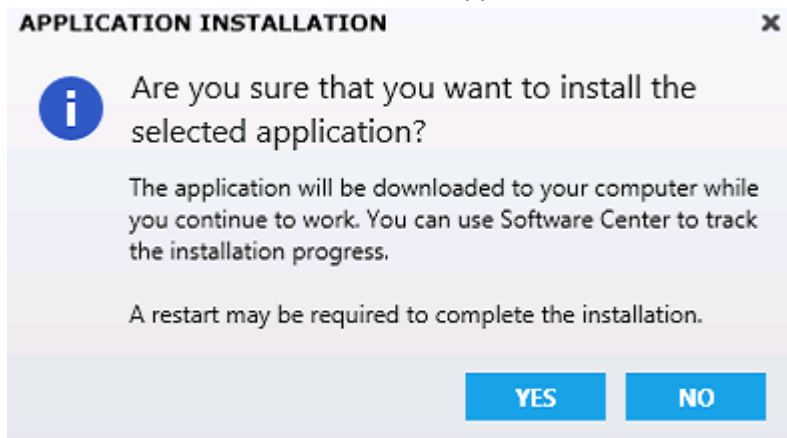 APPLICATION INSTALLATION
Are you sure that you want to install the
selected application?
The application will be downloaded to your computer while
you continue to work. You can use Software Center to track
the installation progress.
A restart may be required to complete the installation.
YES NO